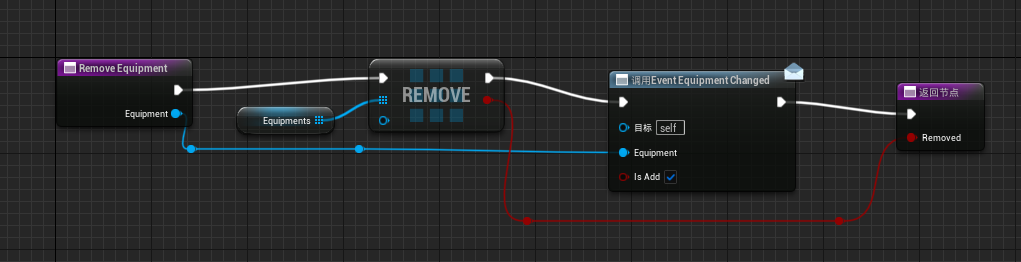 Remove Equipment
Equipment
Equipments
REMOVE
调用Event Equipment Changed
目标 self
Equipment
Is Add
返回节点
Removed